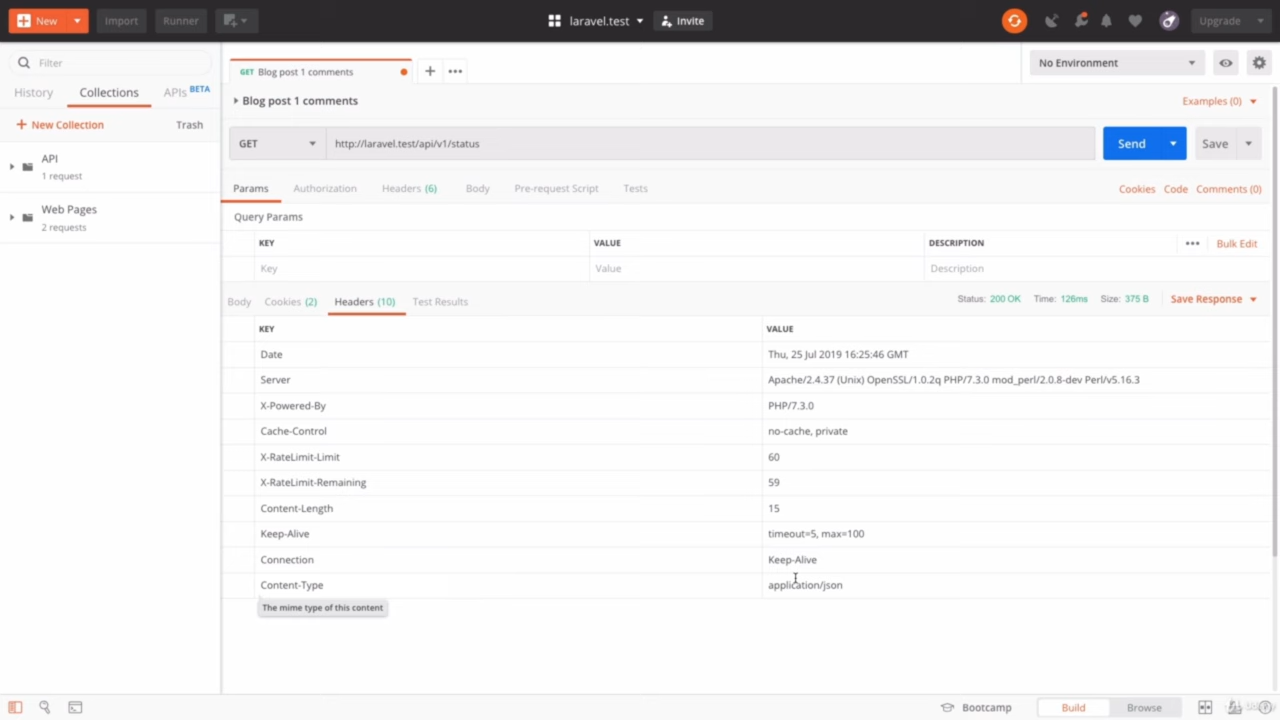 New Import Runner laravel.test Invite Upgrade
Filter
History Collections APIs BETA
+ New Collection Trash
API
1 request
Web Pages
2 requests
GET Blog post 1 comments
No Environment
Blog post 1 comments Examples (0)
GET http://laravel.test/api/v1/status Send Save
Params Authorization Headers (6) Body Pre-request Script Tests Cookies Code Comments (0)
Query Params
KEY VALUE DESCRIPTION ••• Bulk Edit
Key Value Description
Body Cookies (2) Headers (10) Test Results Status: 200 OK Time: 126ms Size: 375 B Save Response
KEY VALUE
Date Thu, 25 Jul 2019 16:25:46 GMT
Server Apache/2.4.37 (Unix) OpenSSL/1.0.2q PHP/7.3.0 mod_perl/2.0.8-dev Perl/v5.16.3
X-Powered-By PHP/7.3.0
Cache-Control no-cache, private
X-RateLimit-Limit 60
X-RateLimit-Remaining 59
Content-Length 15
Keep-Alive timeout=5, max=100
Connection Keep-Alive
Content-Type application/json
The mime type of this content
Bootcamp Build Browse